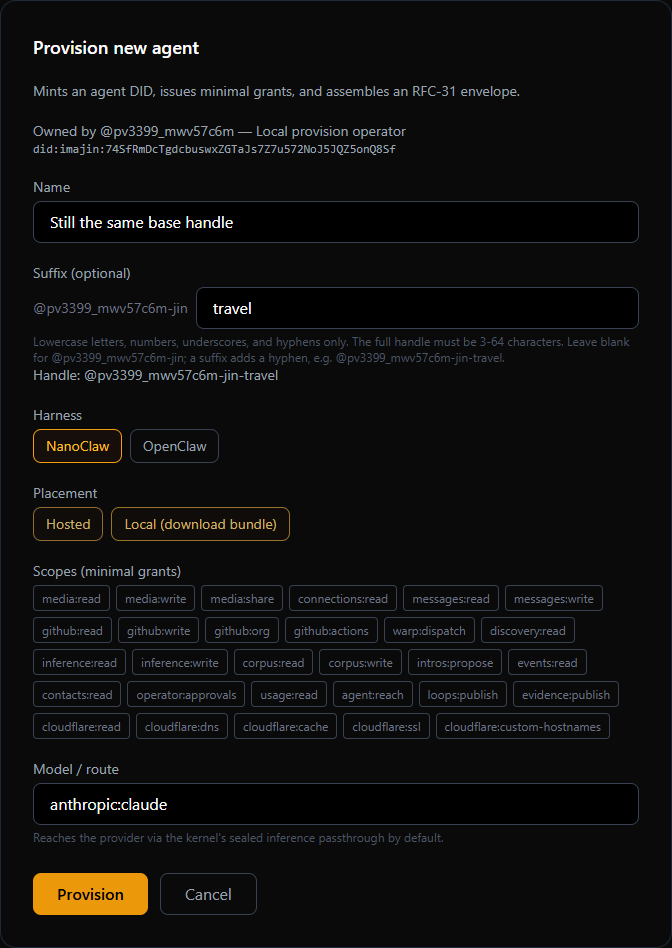 Provision new agent
Mints an agent DID, issues minimal grants, and assembles an RFC-31 envelope.
Owned by @pv3399_mwv57c6m — Local provision operator
did:imajin:74SfRmDcTgdcbuswxZGTaJs7Z7u572NoJ5JQZ5onQ8Sf
Name
Still the same base handle
Suffix (optional)
@pv3399_mwv57c6m-jin travel
Lowercase letters, numbers, underscores, and hyphens only. The full handle must be 3-64 characters. Leave blank
for @pv3399_mwv57c6m-jin; a suffix adds a hyphen, e.g. @pv3399_mwv57c6m-jin-travel.
Handle: @pv3399_mwv57c6m-jin-travel
Harness
NanoClaw OpenClaw
Placement
Hosted Local (download bundle)
Scopes (minimal grants)
media:read media:write media:share connections:read messages:read messages:write
github:read github:write github:org github:actions warp:dispatch discovery:read
inference:read inference:write corpus:read corpus:write intros:propose events:read
contacts:read operator:approvals usage:read agent:reach loops:publish evidence:publish
cloudflare:read cloudflare:dns cloudflare:cache cloudflare:ssl cloudflare:custom-hostnames
Model / route
anthropic:claude
Reaches the provider via the kernel's sealed inference passthrough by default.
Provision Cancel